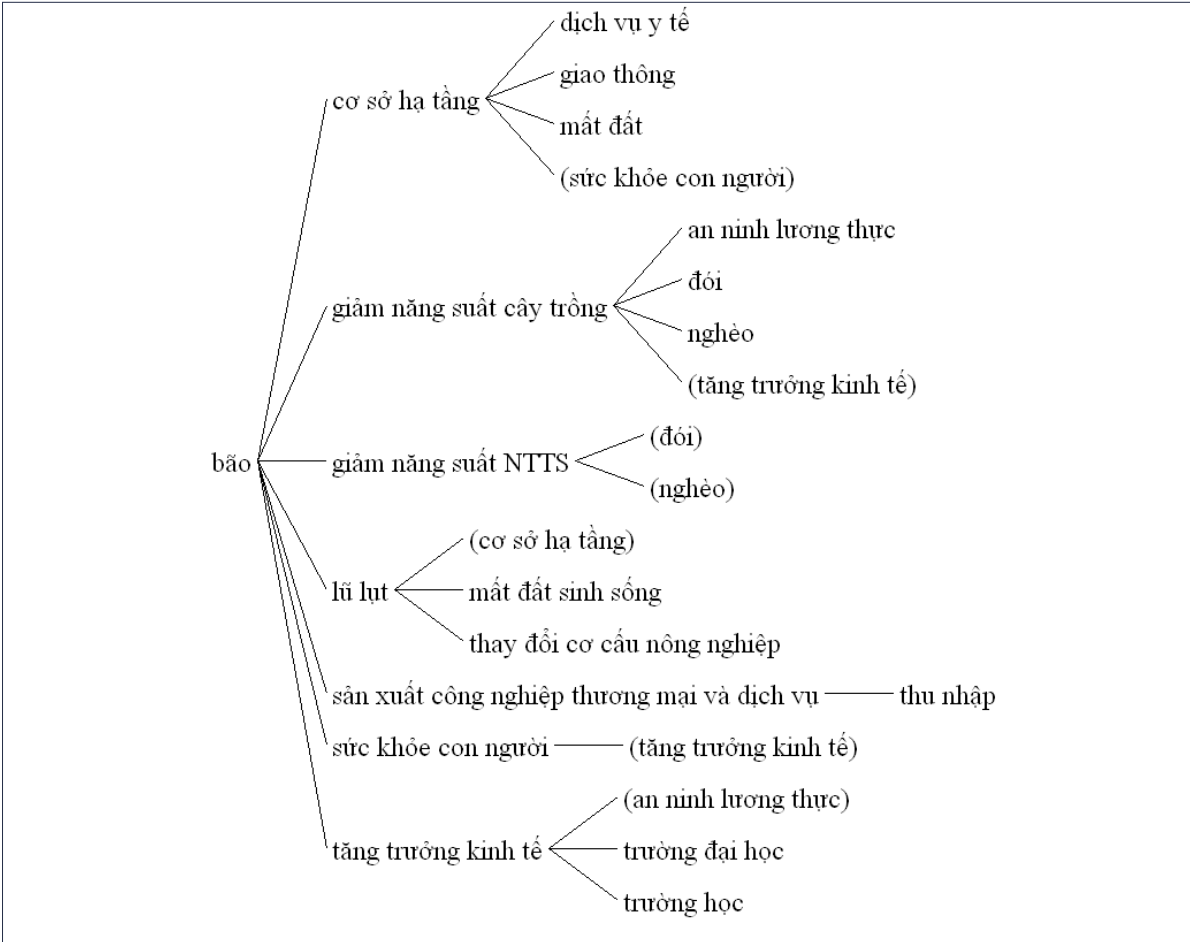 dịch vụ y tế
giao thông
cơ sở hạ tầng
mất đất
(sức khỏe con người)
an ninh lương thực
đói
giảm năng suất cây trồng
nghèo
(tăng trưởng kinh tế)
(đói)
bão
giảm năng suất NTTS
(nghèo)
(cơ sở hạ tầng)
lũ lụt
mất đất sinh sống
thay đổi cơ cấu nông nghiệp
sản xuất công nghiệp thương mại và dịch vụ
thu nhập
sức khỏe con người
(tăng trưởng kinh tế)
(an ninh lương thực)
tăng trưởng kinh tế
trường đại học
trường học